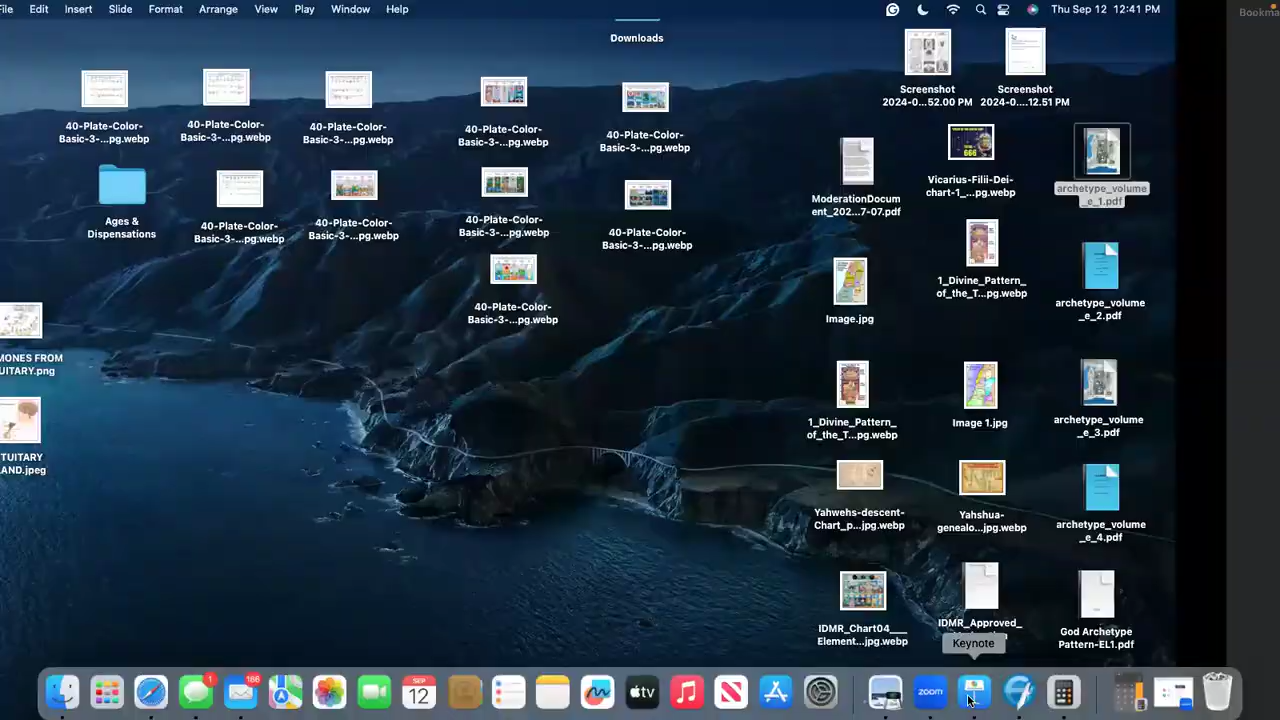 File Edit Insert Slide Format Arrange View Play Window Help Thu Sep 12 12:41 PM
Bookma
Downloads
Screenshot
2024-0...52.00 PM
Screenshot
2024-0....12.51 PM
40-Plate-Color-
Basic-3-...pg.webp
40-Plate-Color-
Basic-3-...pg.webp
40-Plate-Color-
Basic-3-...pg.webp
40-Plate-Color-
Basic-3-...pg.webp
40-Plate-Color-
Basic-3-...pg.webp
ModerationDocum
ent_202...7-07.pdf
Vicarius-Filii-Dei-
chart-1_...pg.webp
666
archetype_volume
_e_1.pdf
Ages &
Dispensations
40-Plate-Color-
Basic-3-...pg.webp
40-Plate-Color-
Basic-3-...pg.webp
40-Plate-Color-
Basic-3-...pg.webp
40-Plate-Color-
Basic-3-...pg.webp
40-Plate-Color-
Basic-3-...pg.webp
Image.jpg
1_Divine_Pattern_
of_the_T...pg.webp
archetype_volume
_e_2.pdf
MONES FROM
UITARY.png
1_Divine_Pattern_
of_the_T...pg.webp
Image 1.jpg
archetype_volume
_e_3.pdf
TUITARY
LAND.jpeg
Yahwehs-descent-
Chart_p...jpg.webp
Yahshua-
genealo...jpg.webp
archetype_volume
_e_4.pdf
IDMR_Chart04___
Element...jpg.webp
IDMR_Approved_
God Archetype
Pattern-EL1.pdf
Keynote
1
186
SEP
12
tv
zoom